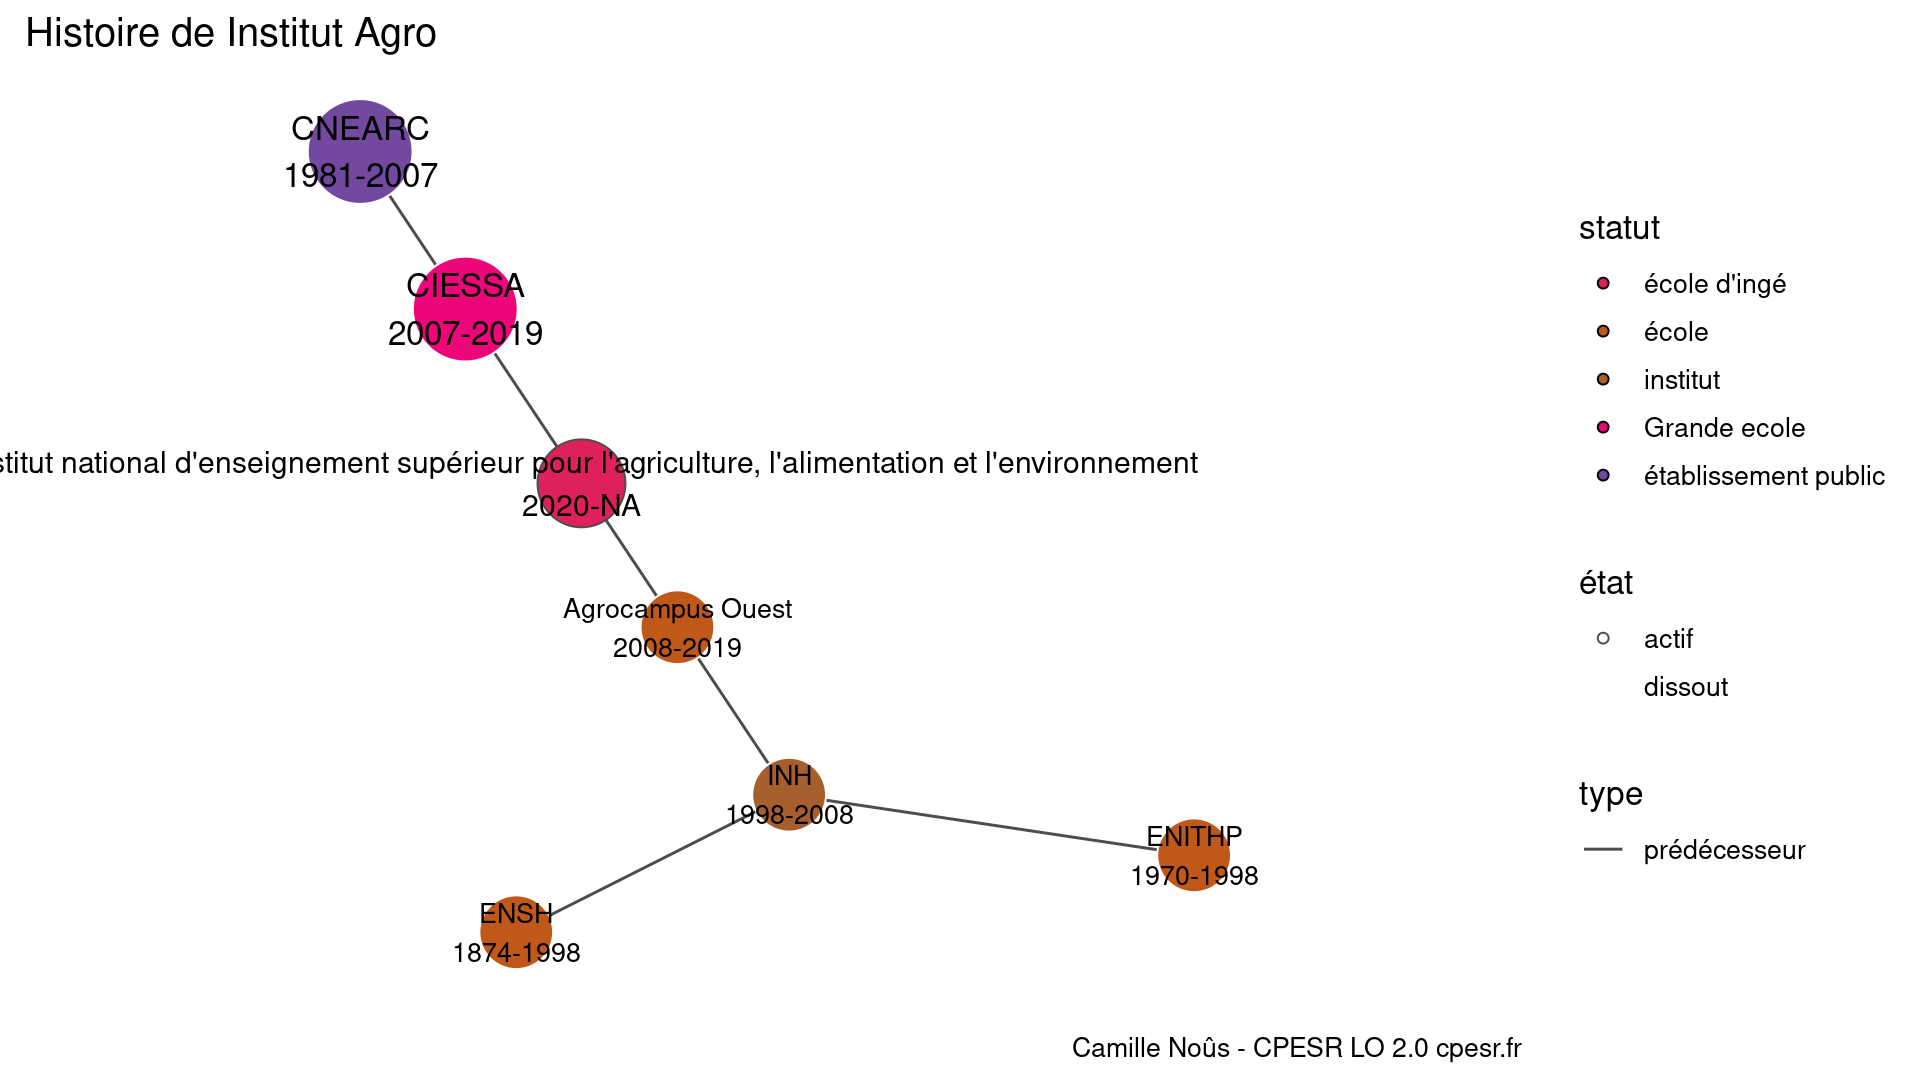 Histoire de Institut Agro
CNEARC
1981-2007
CIESSA
2007-2019
stitut national d'enseignement supérieur pour l'agriculture, l'alimentation et l'environnement
2020-NA
Agrocampus Ouest
2008-2019
INH
1998-2008
ENITHP
1970-1998
ENSH
1874-1998
statut
école d'ingé
école
institut
Grande ecole
établissement public
état
actif
dissout
type
prédécesseur
Camille Noûs - CPESR LO 2.0 cpesr.fr